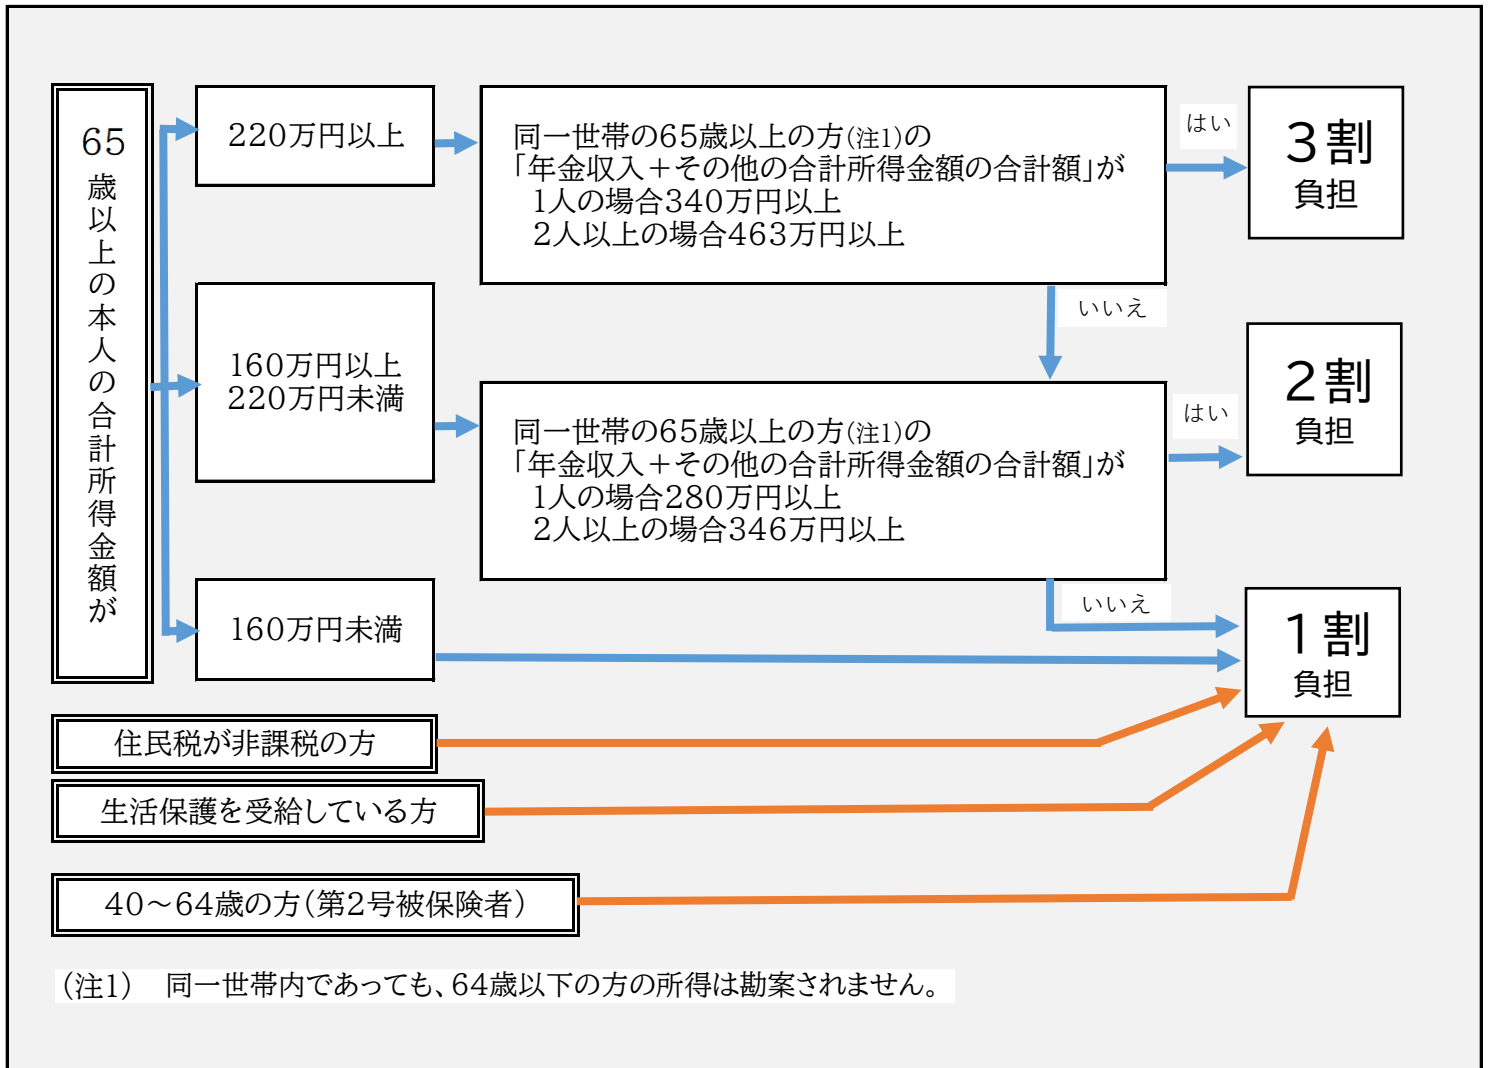 65歳以上の本人の合計所得金額が
220万円以上
同一世帯の65歳以上の方(注1)の
「年金収入＋その他の合計所得金額の合計額」が
1人の場合340万円以上
2人以上の場合463万円以上
はい
3割
負担
いいえ
160万円以上
220万円未満
同一世帯の65歳以上の方(注1)の
「年金収入＋その他の合計所得金額の合計額」が
1人の場合280万円以上
2人以上の場合346万円以上
はい
2割
負担
いいえ
160万円未満
1割
負担
住民税が非課税の方
生活保護を受給している方
40～64歳の方(第2号被保険者)
(注1)　同一世帯内であっても、64歳以下の方の所得は勘案されません。